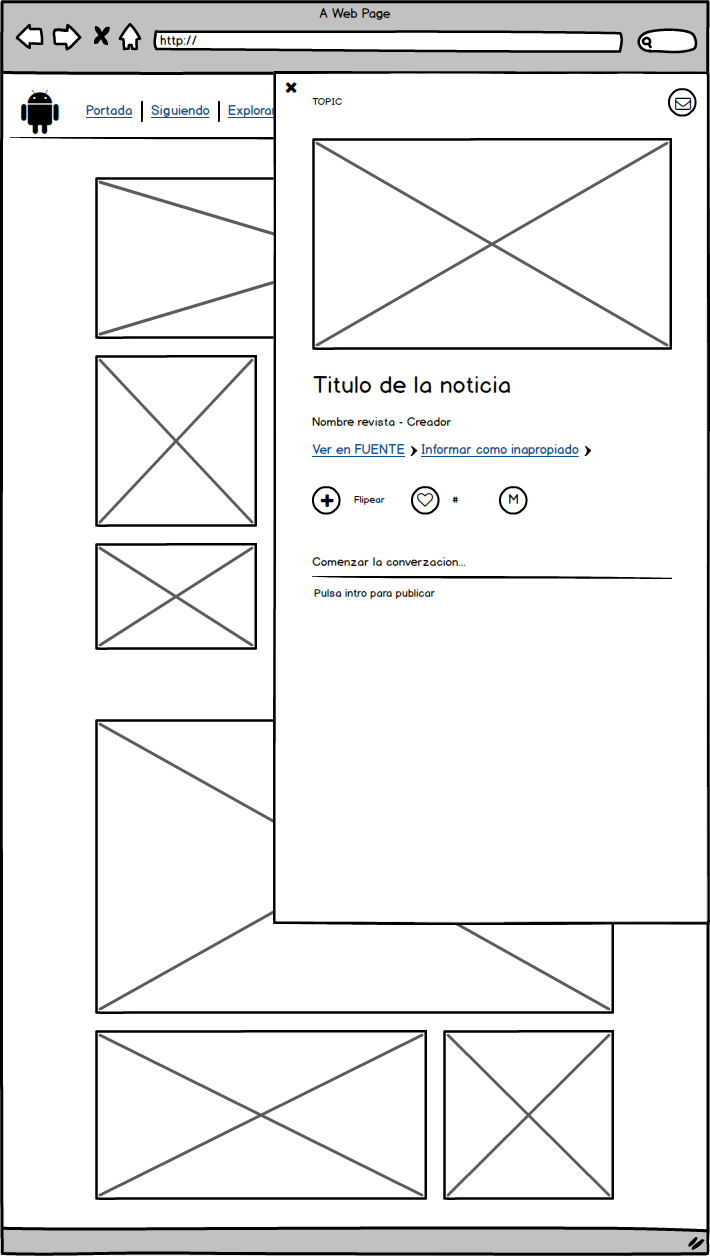 A Web Page
http://
Portada Siguiendo Explorar
TOPIC
Titulo de la noticia
Nombre revista - Creador
Ver en FUENTE Informar como inapropiado
Flipear # M
Comenzar la converzacion...
Pulsa intro para publicar